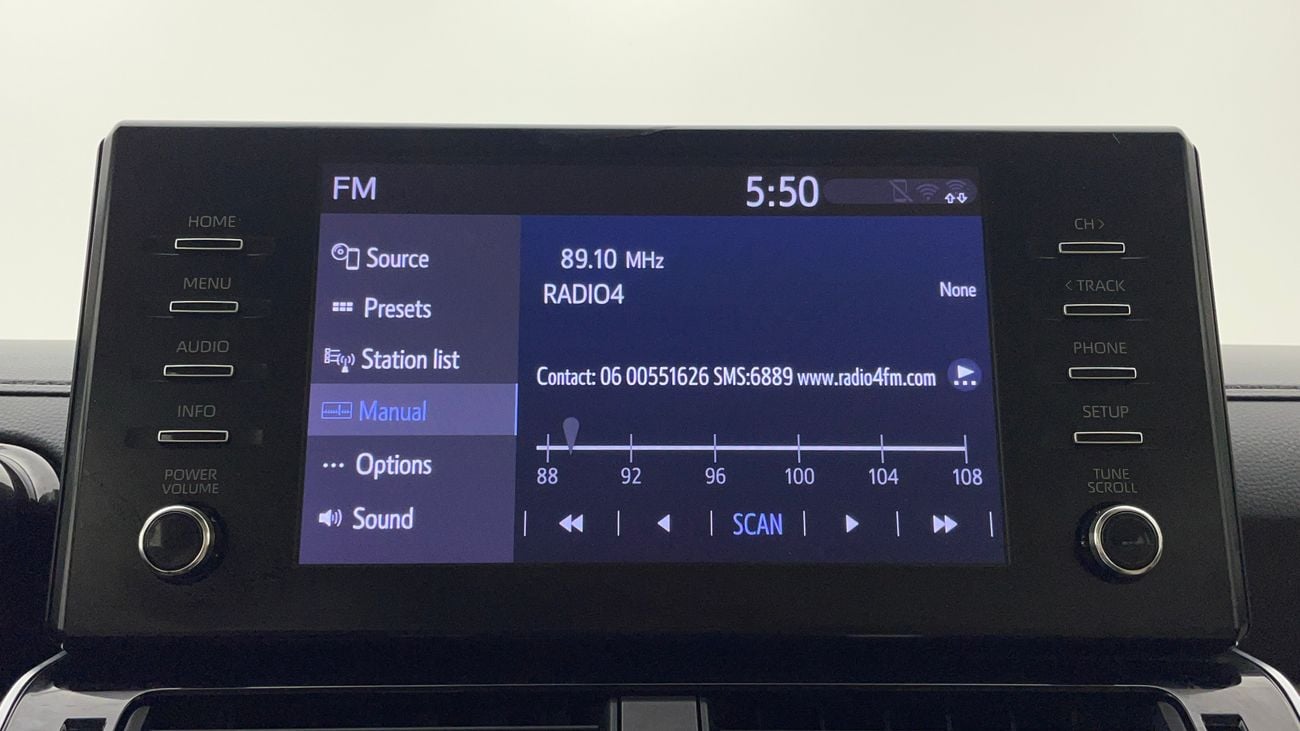 HOME
MENU
AUDIO
INFO
POWER
VOLUME
FM
5:50
Source
Presets
Station list
Manual
Options
Sound
89.10 MHz
RADIO4
None
Contact: 06 00551626 SMS:6889 www.radio4fm.com
88 92 96 100 104 108
SCAN
CH >
< TRACK
PHONE
SETUP
TUNE
SCROLL